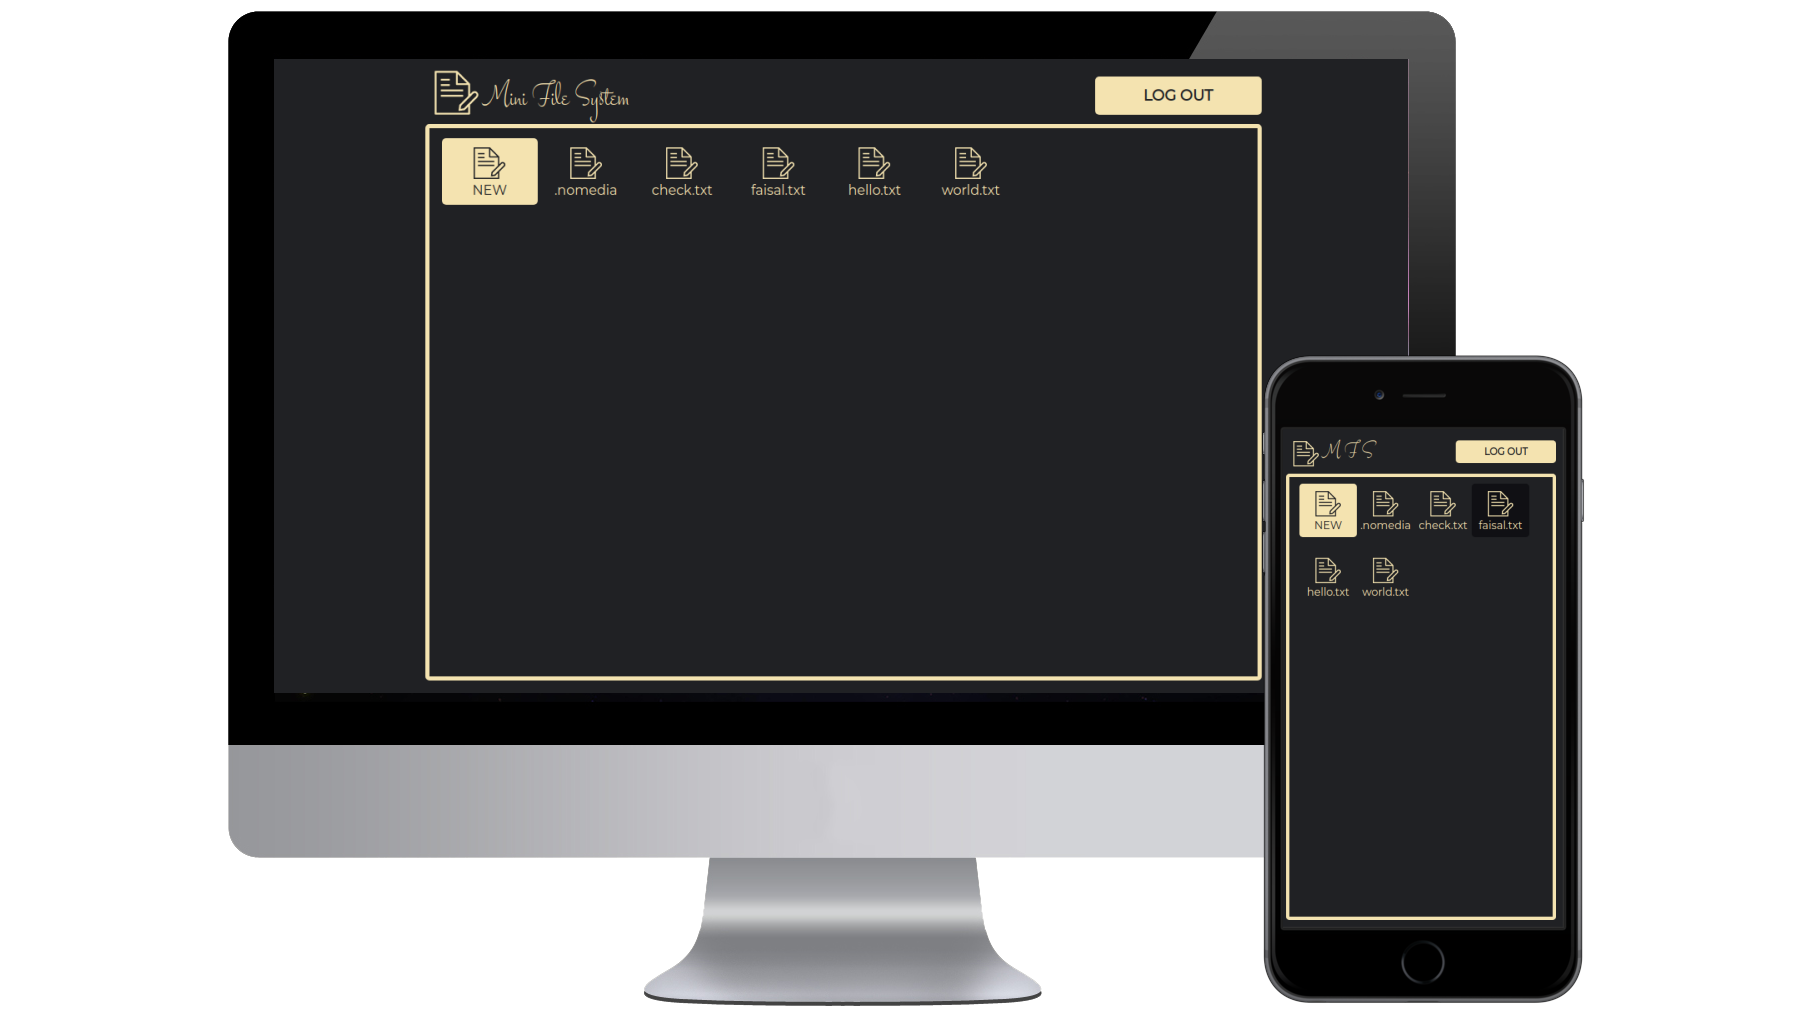 Mini File System
LOG OUT
NEW .nomedia check.txt faisal.txt hello.txt world.txt
M F S
LOG OUT
NEW .nomedia check.txt faisal.txt
hello.txt world.txt